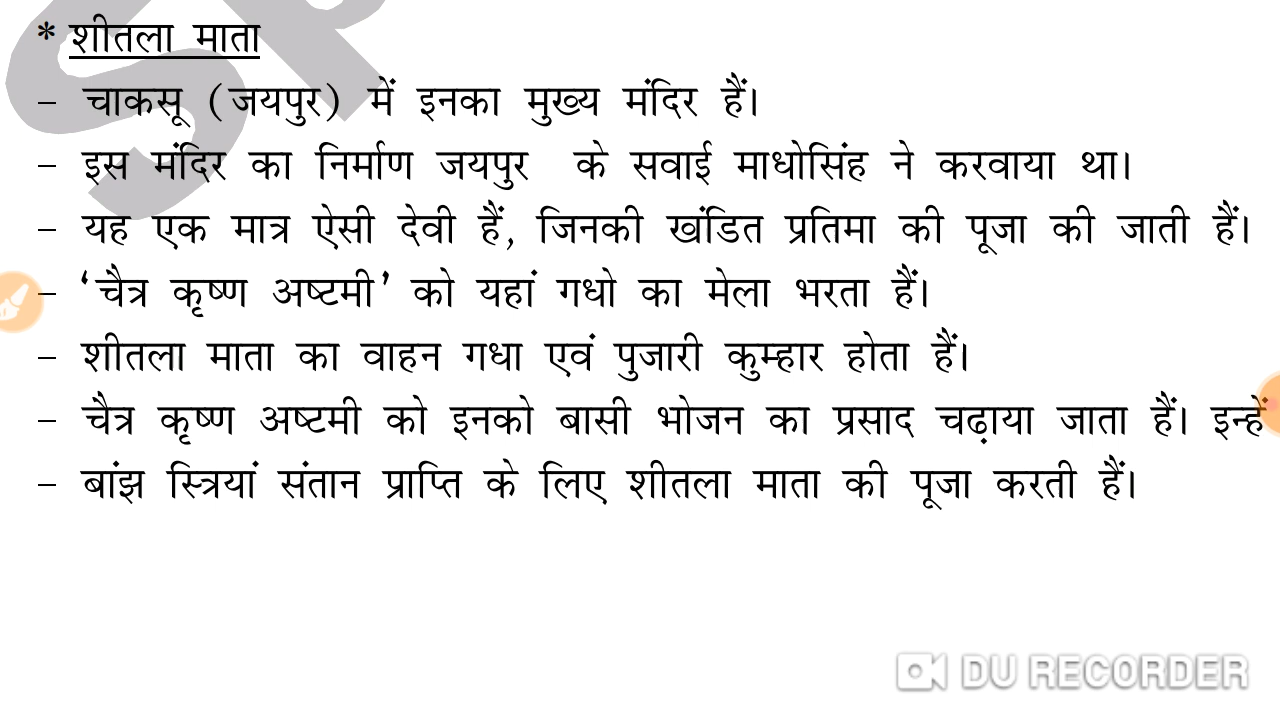 * शीतला माता
– चाकसू (जयपुर) में इनका मुख्य मंदिर हैं।
– इस मंदिर का निर्माण जयपुर के सवाई माधोसिंह ने करवाया था।
– यह एक मात्र ऐसी देवी हैं, जिनकी खंडित प्रतिमा की पूजा की जाती हैं।
– ‘चैत्र कृष्ण अष्टमी’ को यहां गधो का मेला भरता हैं।
– शीतला माता का वाहन गधा एवं पुजारी कुम्हार होता हैं।
– चैत्र कृष्ण अष्टमी को इनको बासी भोजन का प्रसाद चढ़ाया जाता हैं। इन्हें
– बांझ स्त्रियां संतान प्राप्ति के लिए शीतला माता की पूजा करती हैं।
DU RECORDER